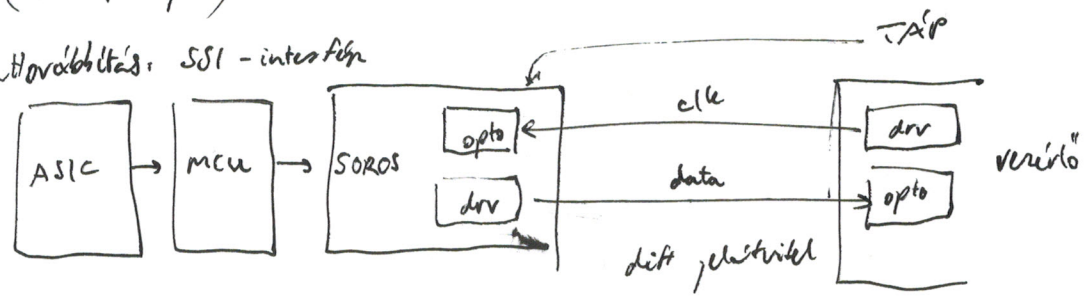 TÁP
továbbítás: SSI-interfész
clk
opto
drv
ASIC
MCU
SOROS
vezérlő
data
drv
opto
diff jelátvitel